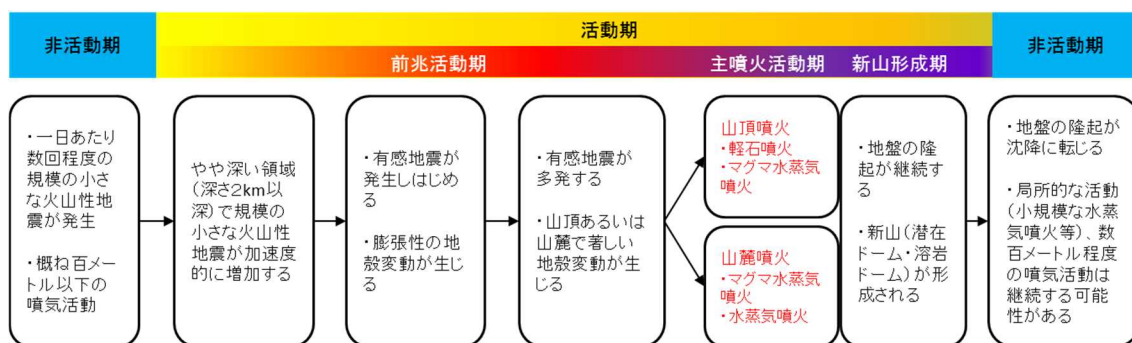 非活動期
活動期
前兆活動期
主噴火活動期
新山形成期
非活動期
・一日あたり
数回程度の
規模の小さ
な火山性地
震が発生
・概ね百メー
トル以下の
噴気活動
やや深い領域
（深さ2km以
深）で規模の
小さな火山性
地震が加速度
的に増加する
・有感地震が
発生しはじめ
る
・膨張性の地
殻変動が生じ
る
・有感地震が
多発する
・山頂あるいは
山麓で著しい
地殻変動が生
じる
山頂噴火
・軽石噴火
・マグマ水蒸気
噴火
山麓噴火
・マグマ水蒸気
噴火
・水蒸気噴火
・地盤の隆
起が継続す
る
・新山（潜在
ドーム・溶岩
ドーム）が形
成される
・地盤の隆起が
沈降に転じる
・局所的な活動
（小規模な水蒸
気噴火等）、数
百メートル程度
の噴気活動は
継続する可能
性がある